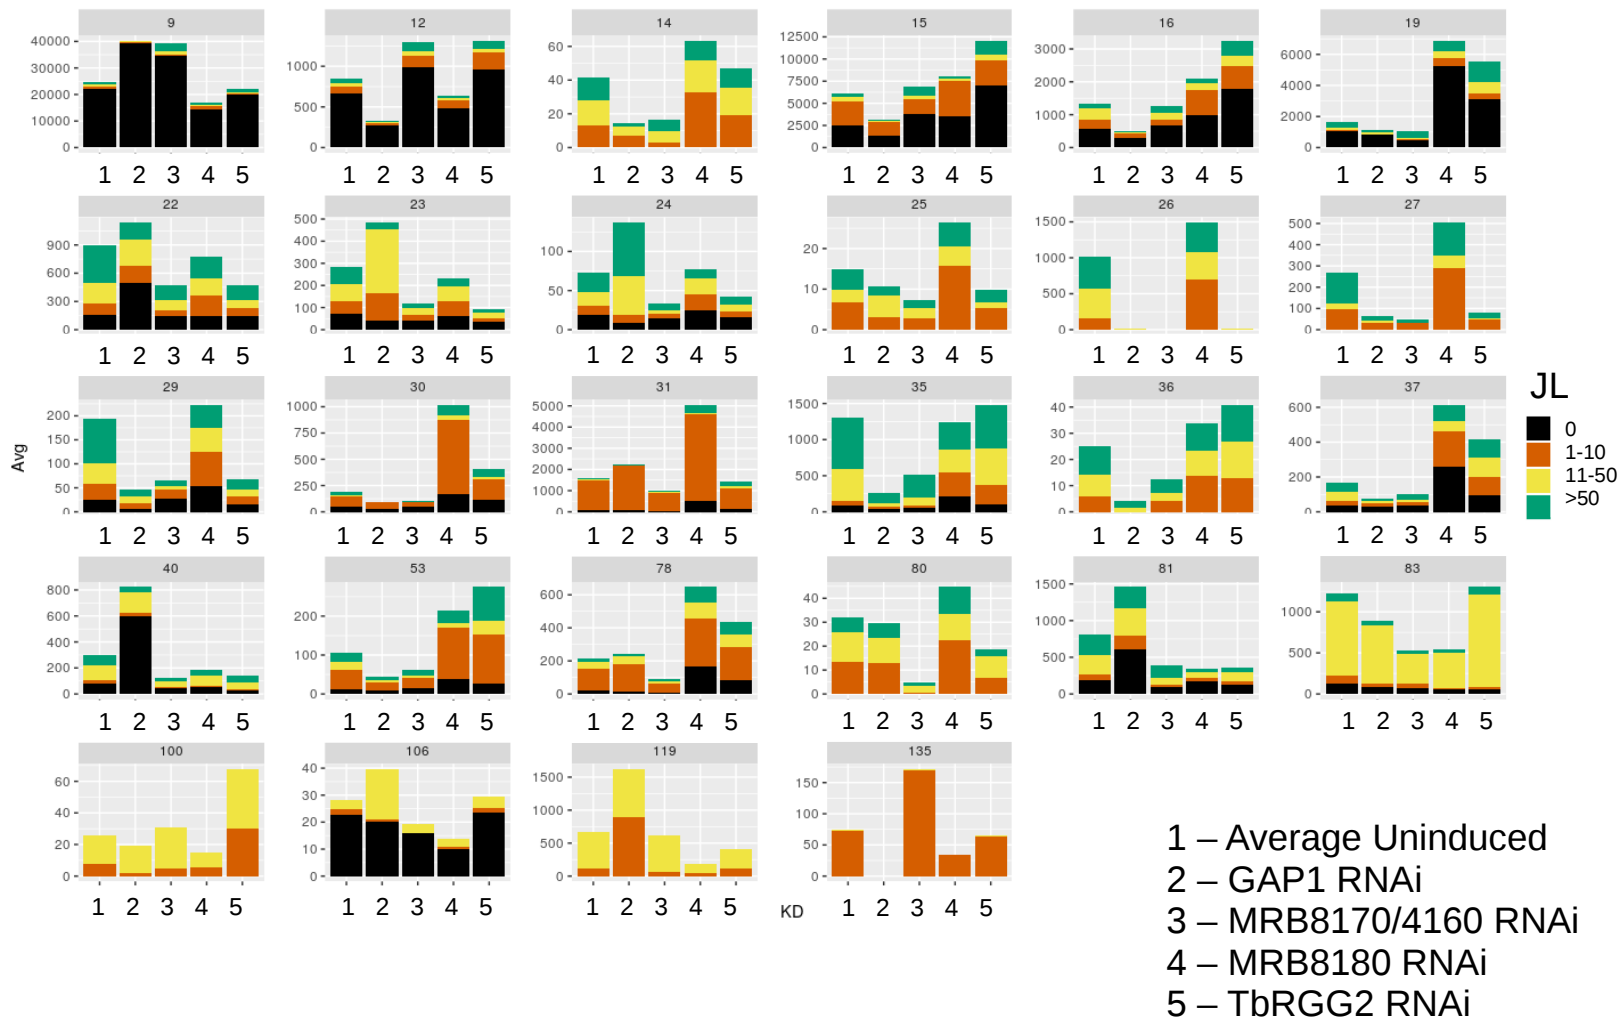 9 12 14 15 16 19
40000 30000 20000 10000 0
1000 500 0
60 40 20 0
12500 10000 7500 5000 2500 0
3000 2000 1000 0
6000 4000 2000 0
1 2 3 4 5 1 2 3 4 5 1 2 3 4 5 1 2 3 4 5 1 2 3 4 5 1 2 3 4 5
22 23 24 25 26 27
900 600 300 0
500 400 300 200 100 0
100 50 0
20 10 0
1500 1000 500 0
500 400 300 200 100 0
1 2 3 4 5 1 2 3 4 5 1 2 3 4 5 1 2 3 4 5 1 2 3 4 5 1 2 3 4 5
29 30 31 35 36 37
200 150 100 50 0
1000 750 500 250 0
5000 4000 3000 2000 1000 0
1500 1000 500 0
40 30 20 10 0
600 400 200 0
1 2 3 4 5 1 2 3 4 5 1 2 3 4 5 1 2 3 4 5 1 2 3 4 5 1 2 3 4 5
Avg
JL
0
1-10
11-50
>50
40 53 78 80 81 83
800 600 400 200 0
200 100 0
600 400 200 0
40 30 20 10 0
1500 1000 500 0
1000 500 0
1 2 3 4 5 1 2 3 4 5 1 2 3 4 5 1 2 3 4 5 1 2 3 4 5 1 2 3 4 5
100 106 119 135
60 40 20 0
40 30 20 10 0
1500 1000 500 0
150 100 50 0
1 2 3 4 5 1 2 3 4 5 1 2 3 4 5 KD 1 2 3 4 5
1 – Average Uninduced
2 – GAP1 RNAi
3 – MRB8170/4160 RNAi
4 – MRB8180 RNAi
5 – TbRGG2 RNAi